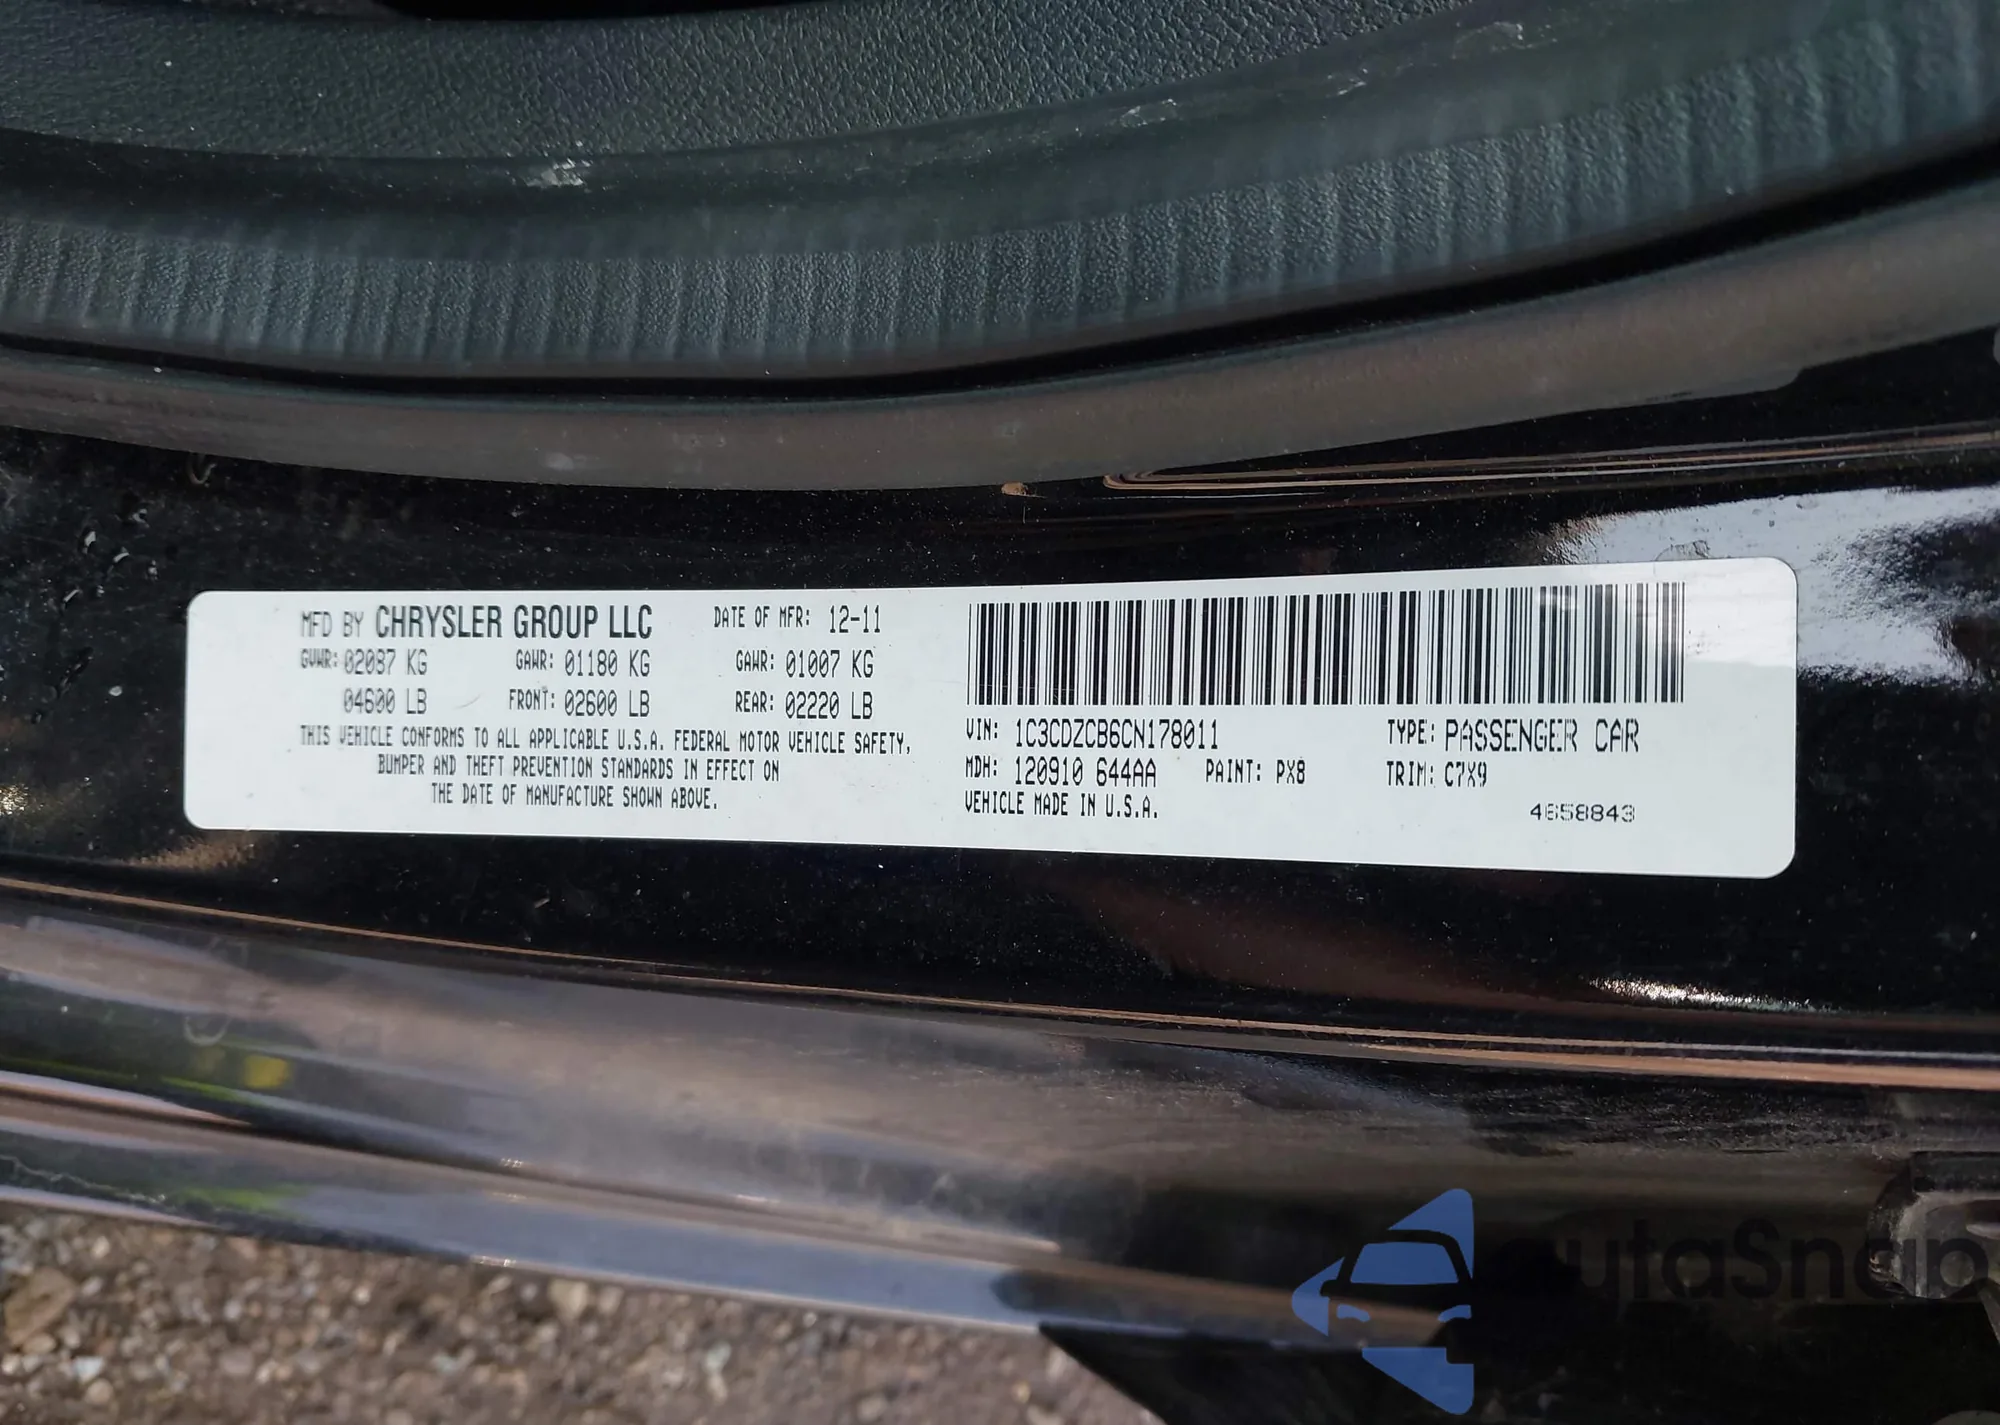 MFD BY CHRYSLER GROUP LLC DATE OF MFR: 12-11
GVWR: 02087 KG GAWR: 01180 KG GAWR: 01007 KG
04600 LB FRONT: 02600 LB REAR: 02220 LB
THIS VEHICLE CONFORMS TO ALL APPLICABLE U.S.A. FEDERAL MOTOR VEHICLE SAFETY,
BUMPER AND THEFT PREVENTION STANDARDS IN EFFECT ON
THE DATE OF MANUFACTURE SHOWN ABOVE.
VIN: 1C3CDZCB6CN178011 TYPE: PASSENGER CAR
MDH: 120910 644AA PAINT: PX8 TRIM: C7X9
VEHICLE MADE IN U.S.A.
4658843
AutaSnap